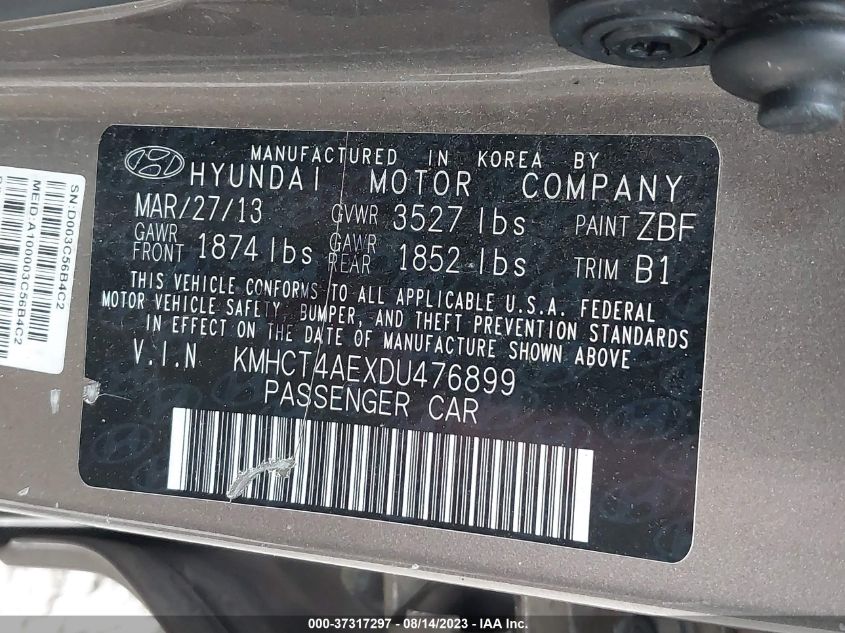 MANUFACTURED IN KOREA BY
HYUNDAI MOTOR COMPANY
MAR/27/13 GVWR 3527 lbs PAINT ZBF
GAWR FRONT 1874 lbs GAWR REAR 1852 lbs TRIM B1
THIS VEHICLE CONFORMS TO ALL APPLICABLE U.S.A. FEDERAL
MOTOR VEHICLE SAFETY, BUMPER, AND THEFT PREVENTION STANDARDS
IN EFFECT ON THE DATE OF MANUFACTURE SHOWN ABOVE
V.I.N KMHCT4AEXDU476899
PASSENGER CAR
SN:D003C56B4C2
MEID:A100003C56B4C2
000-37317297 - 08/14/2023 - © IAA, Inc.